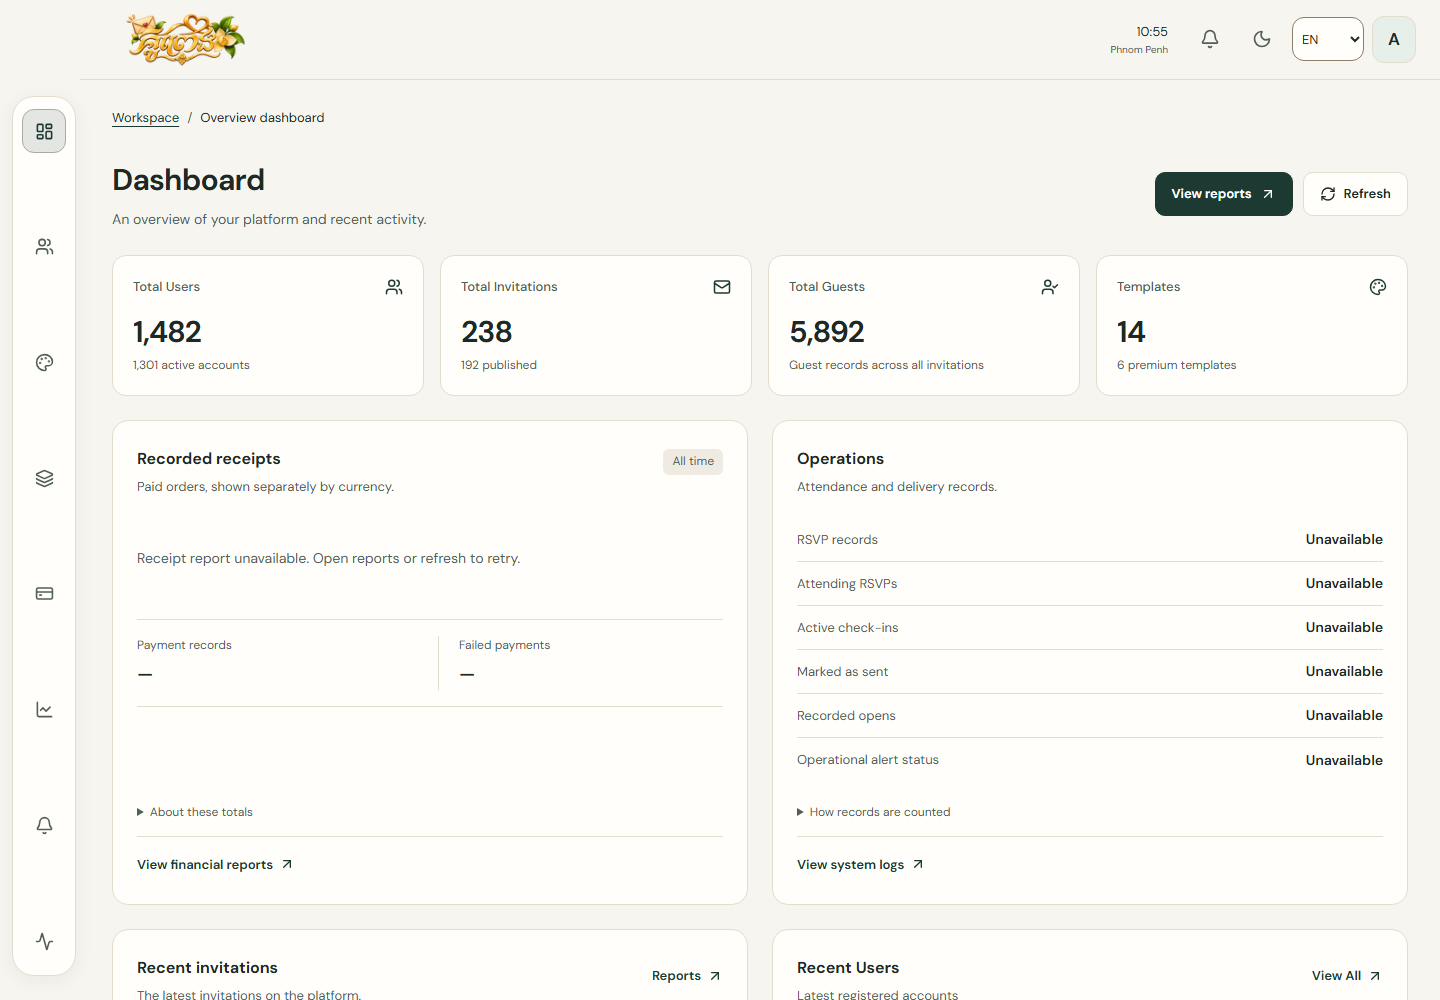 គូស្វាមី
10:55
Phnom Penh
EN
A
Workspace / Overview dashboard
Dashboard
An overview of your platform and recent activity.
View reports
Refresh
Total Users
1,482
1,301 active accounts
Total Invitations
238
192 published
Total Guests
5,892
Guest records across all invitations
Templates
14
6 premium templates
Recorded receipts
All time
Paid orders, shown separately by currency.
Receipt report unavailable. Open reports or refresh to retry.
Payment records
—
Failed payments
—
About these totals
View financial reports
Operations
Attendance and delivery records.
RSVP records Unavailable
Attending RSVPs Unavailable
Active check-ins Unavailable
Marked as sent Unavailable
Recorded opens Unavailable
Operational alert status Unavailable
How records are counted
View system logs
Recent invitations
Reports
The latest invitations on the platform.
Recent Users
View All
Latest registered accounts